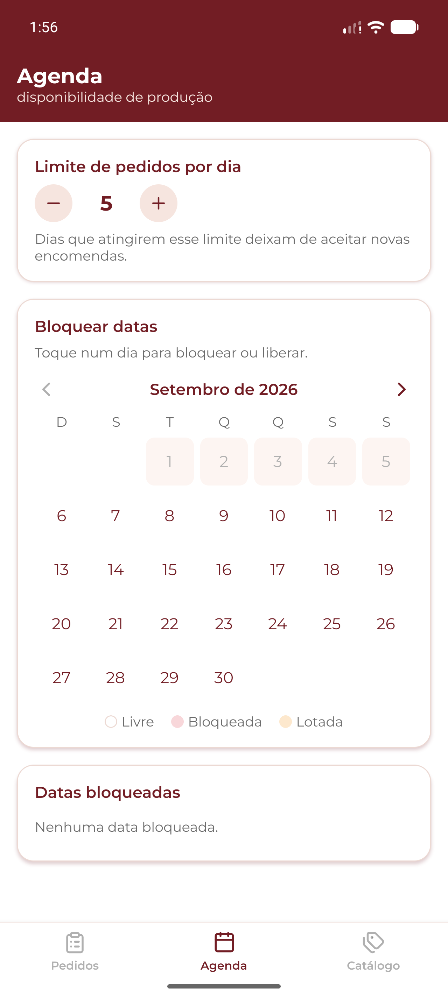 1:56
Agenda
disponibilidade de produção
Limite de pedidos por dia
− 5 +
Dias que atingirem esse limite deixam de aceitar novas
encomendas.
Bloquear datas
Toque num dia para bloquear ou liberar.
Setembro de 2026
D S T Q Q S S
1 2 3 4 5
6 7 8 9 10 11 12
13 14 15 16 17 18 19
20 21 22 23 24 25 26
27 28 29 30
Livre Bloqueada Lotada
Datas bloqueadas
Nenhuma data bloqueada.
Pedidos Agenda Catálogo